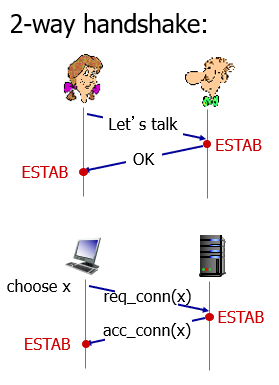 2-way handshake:
Let's talk
ESTAB
OK
ESTAB
choose x
req_conn(x)
ESTAB
acc_conn(x)
ESTAB